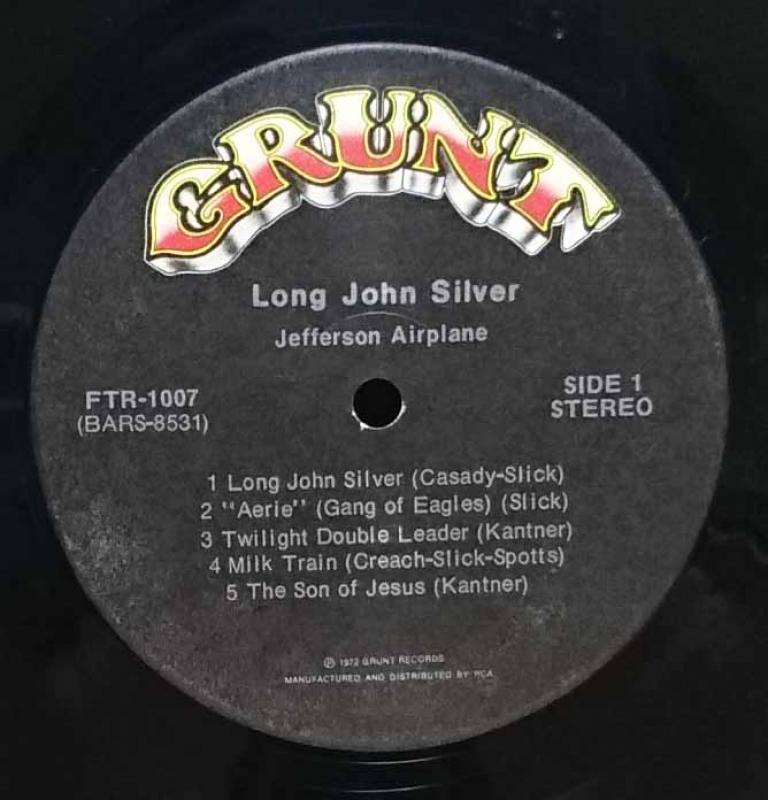 GRUNT
Long John Silver
Jefferson Airplane
FTR-1007
(BARS-8531)
SIDE 1
STEREO
1 Long John Silver (Casady-Slick)
2 "Aerie" (Gang of Eagles) (Slick)
3 Twilight Double Leader (Kantner)
4 Milk Train (Creach-Slick-Spotts)
5 The Son of Jesus (Kantner)
℗ 1972 GRUNT RECORDS
MANUFACTURED AND DISTRIBUTED BY RCA